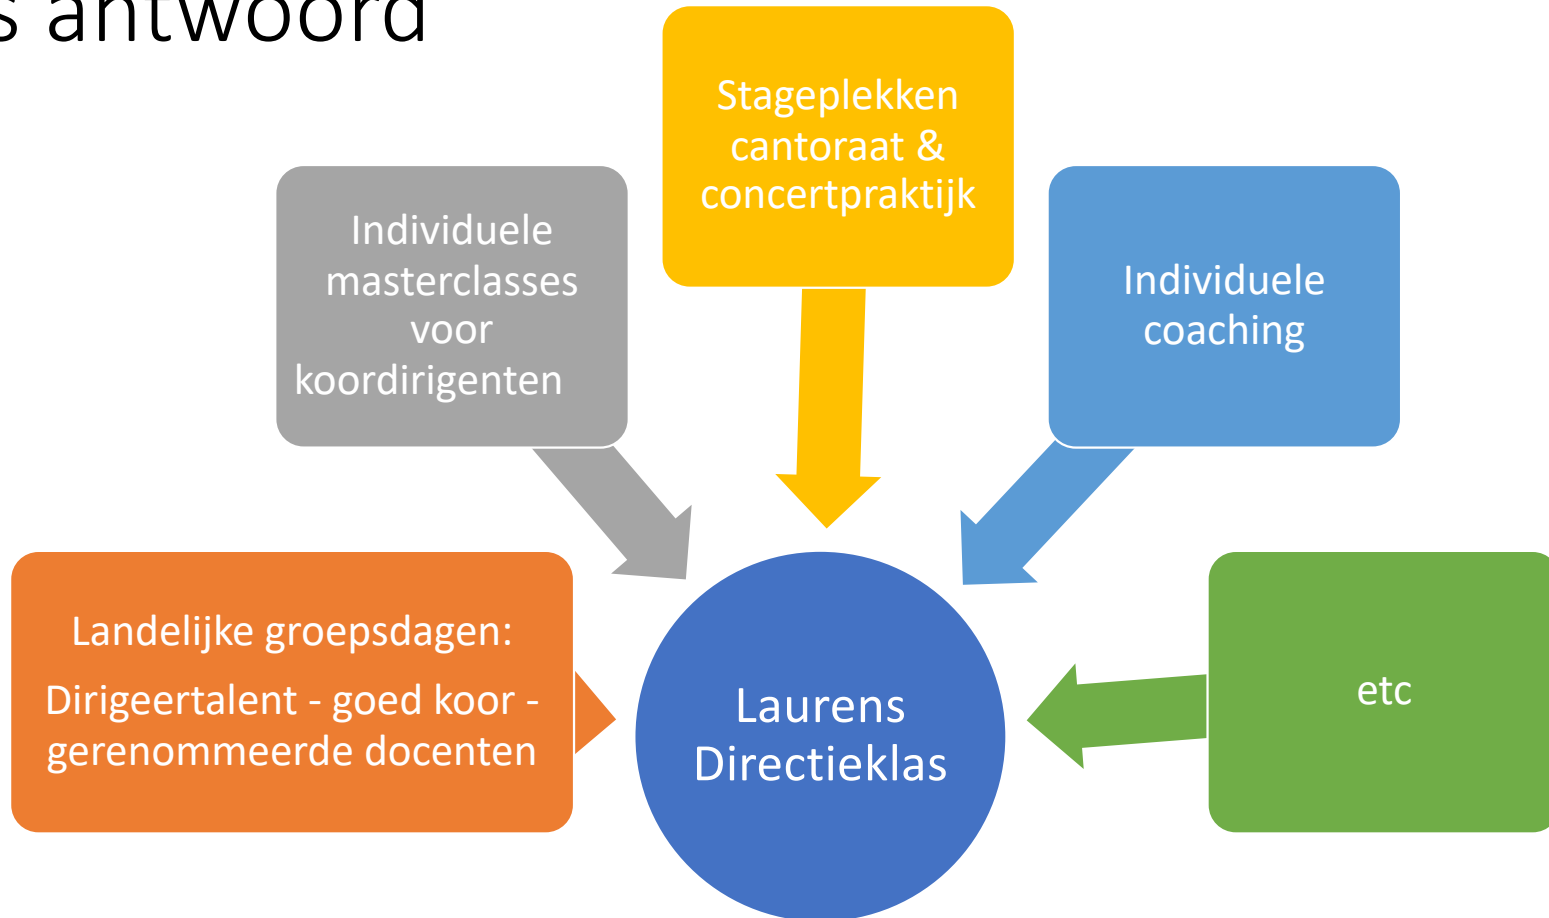 s antwoord
Stageplekken
cantoraat &
concertpraktijk
Individuele
masterclasses
voor
koordirigenten
Individuele
coaching
Landelijke groepsdagen:
Dirigeertalent - goed koor -
gerenommeerde docenten
Laurens
Directieklas
etc